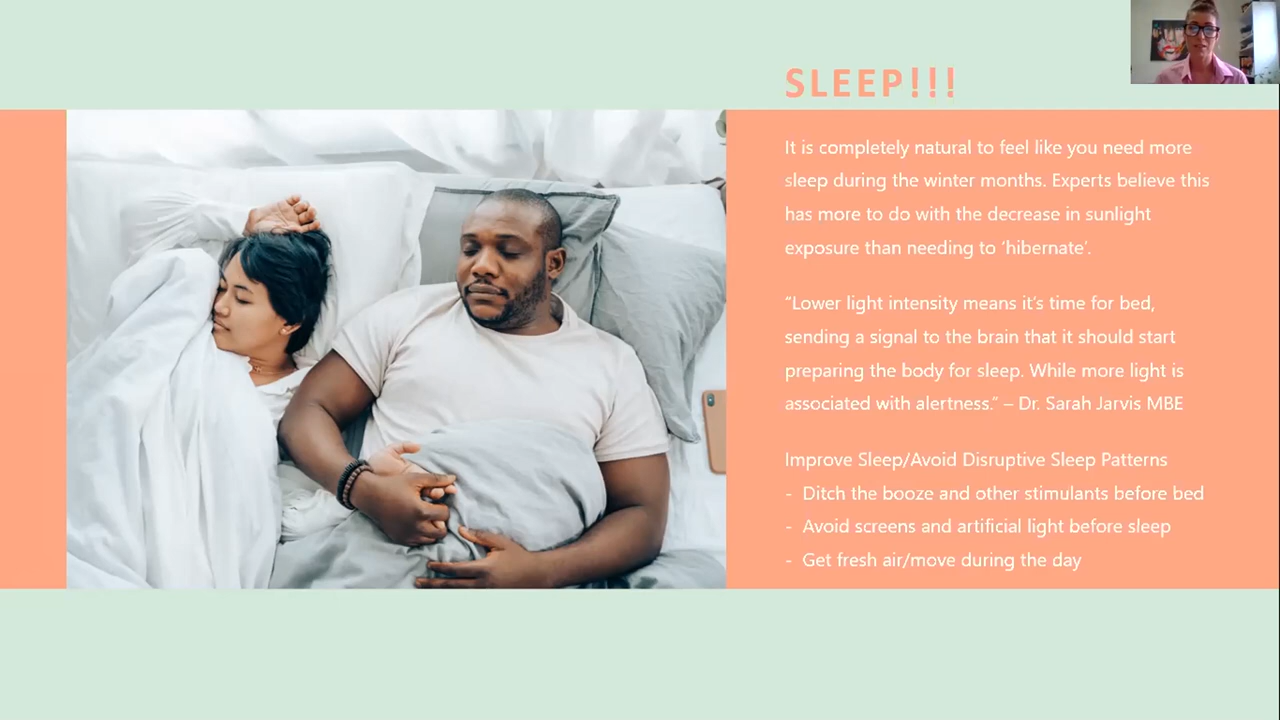 SLEEP!!!
It is completely natural to feel like you need more
sleep during the winter months. Experts believe this
has more to do with the decrease in sunlight
exposure than needing to ‘hibernate’.
“Lower light intensity means it’s time for bed,
sending a signal to the brain that it should start
preparing the body for sleep. While more light is
associated with alertness.” – Dr. Sarah Jarvis MBE
Improve Sleep/Avoid Disruptive Sleep Patterns
- Ditch the booze and other stimulants before bed
- Avoid screens and artificial light before sleep
- Get fresh air/move during the day